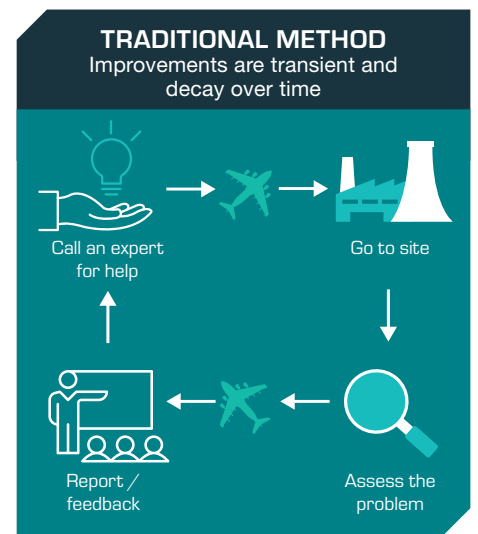 TRADITIONAL METHOD
Improvements are transient and
decay over time
Call an expert
for help
Go to site
Assess the
problem
Report /
feedback